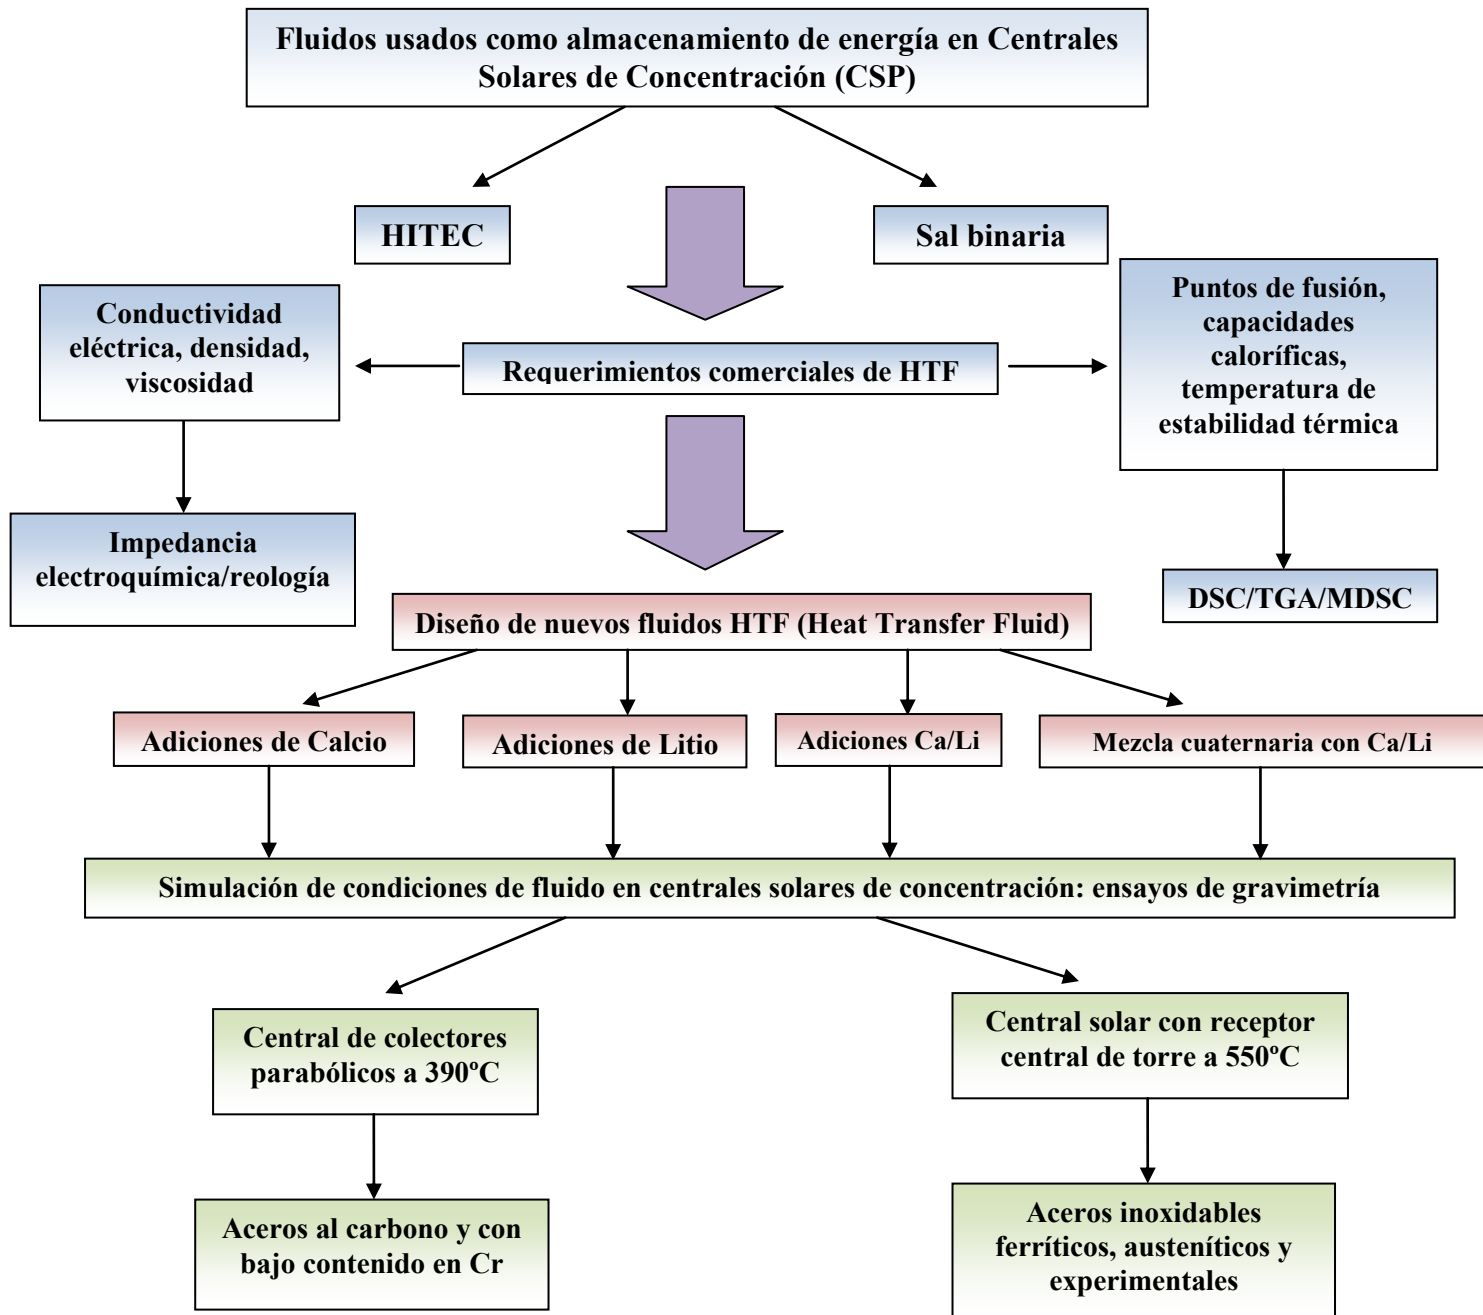 Fluidos usados como almacenamiento de energía en Centrales
Solares de Concentración (CSP)
HITEC
Sal binaria
Conductividad
eléctrica, densidad,
viscosidad
Requerimientos comerciales de HTF
Puntos de fusión,
capacidades
caloríficas,
temperatura de
estabilidad térmica
Impedancia
electroquímica/reología
DSC/TGA/MDSC
Diseño de nuevos fluidos HTF (Heat Transfer Fluid)
Adiciones de Calcio
Adiciones de Litio
Adiciones Ca/Li
Mezcla cuaternaria con Ca/Li
Simulación de condiciones de fluido en centrales solares de concentración: ensayos de gravimetría
Central de colectores
parabólicos a 390ºC
Central solar con receptor
central de torre a 550ºC
Aceros al carbono y con
bajo contenido en Cr
Aceros inoxidables
ferríticos, austeníticos y
experimentales